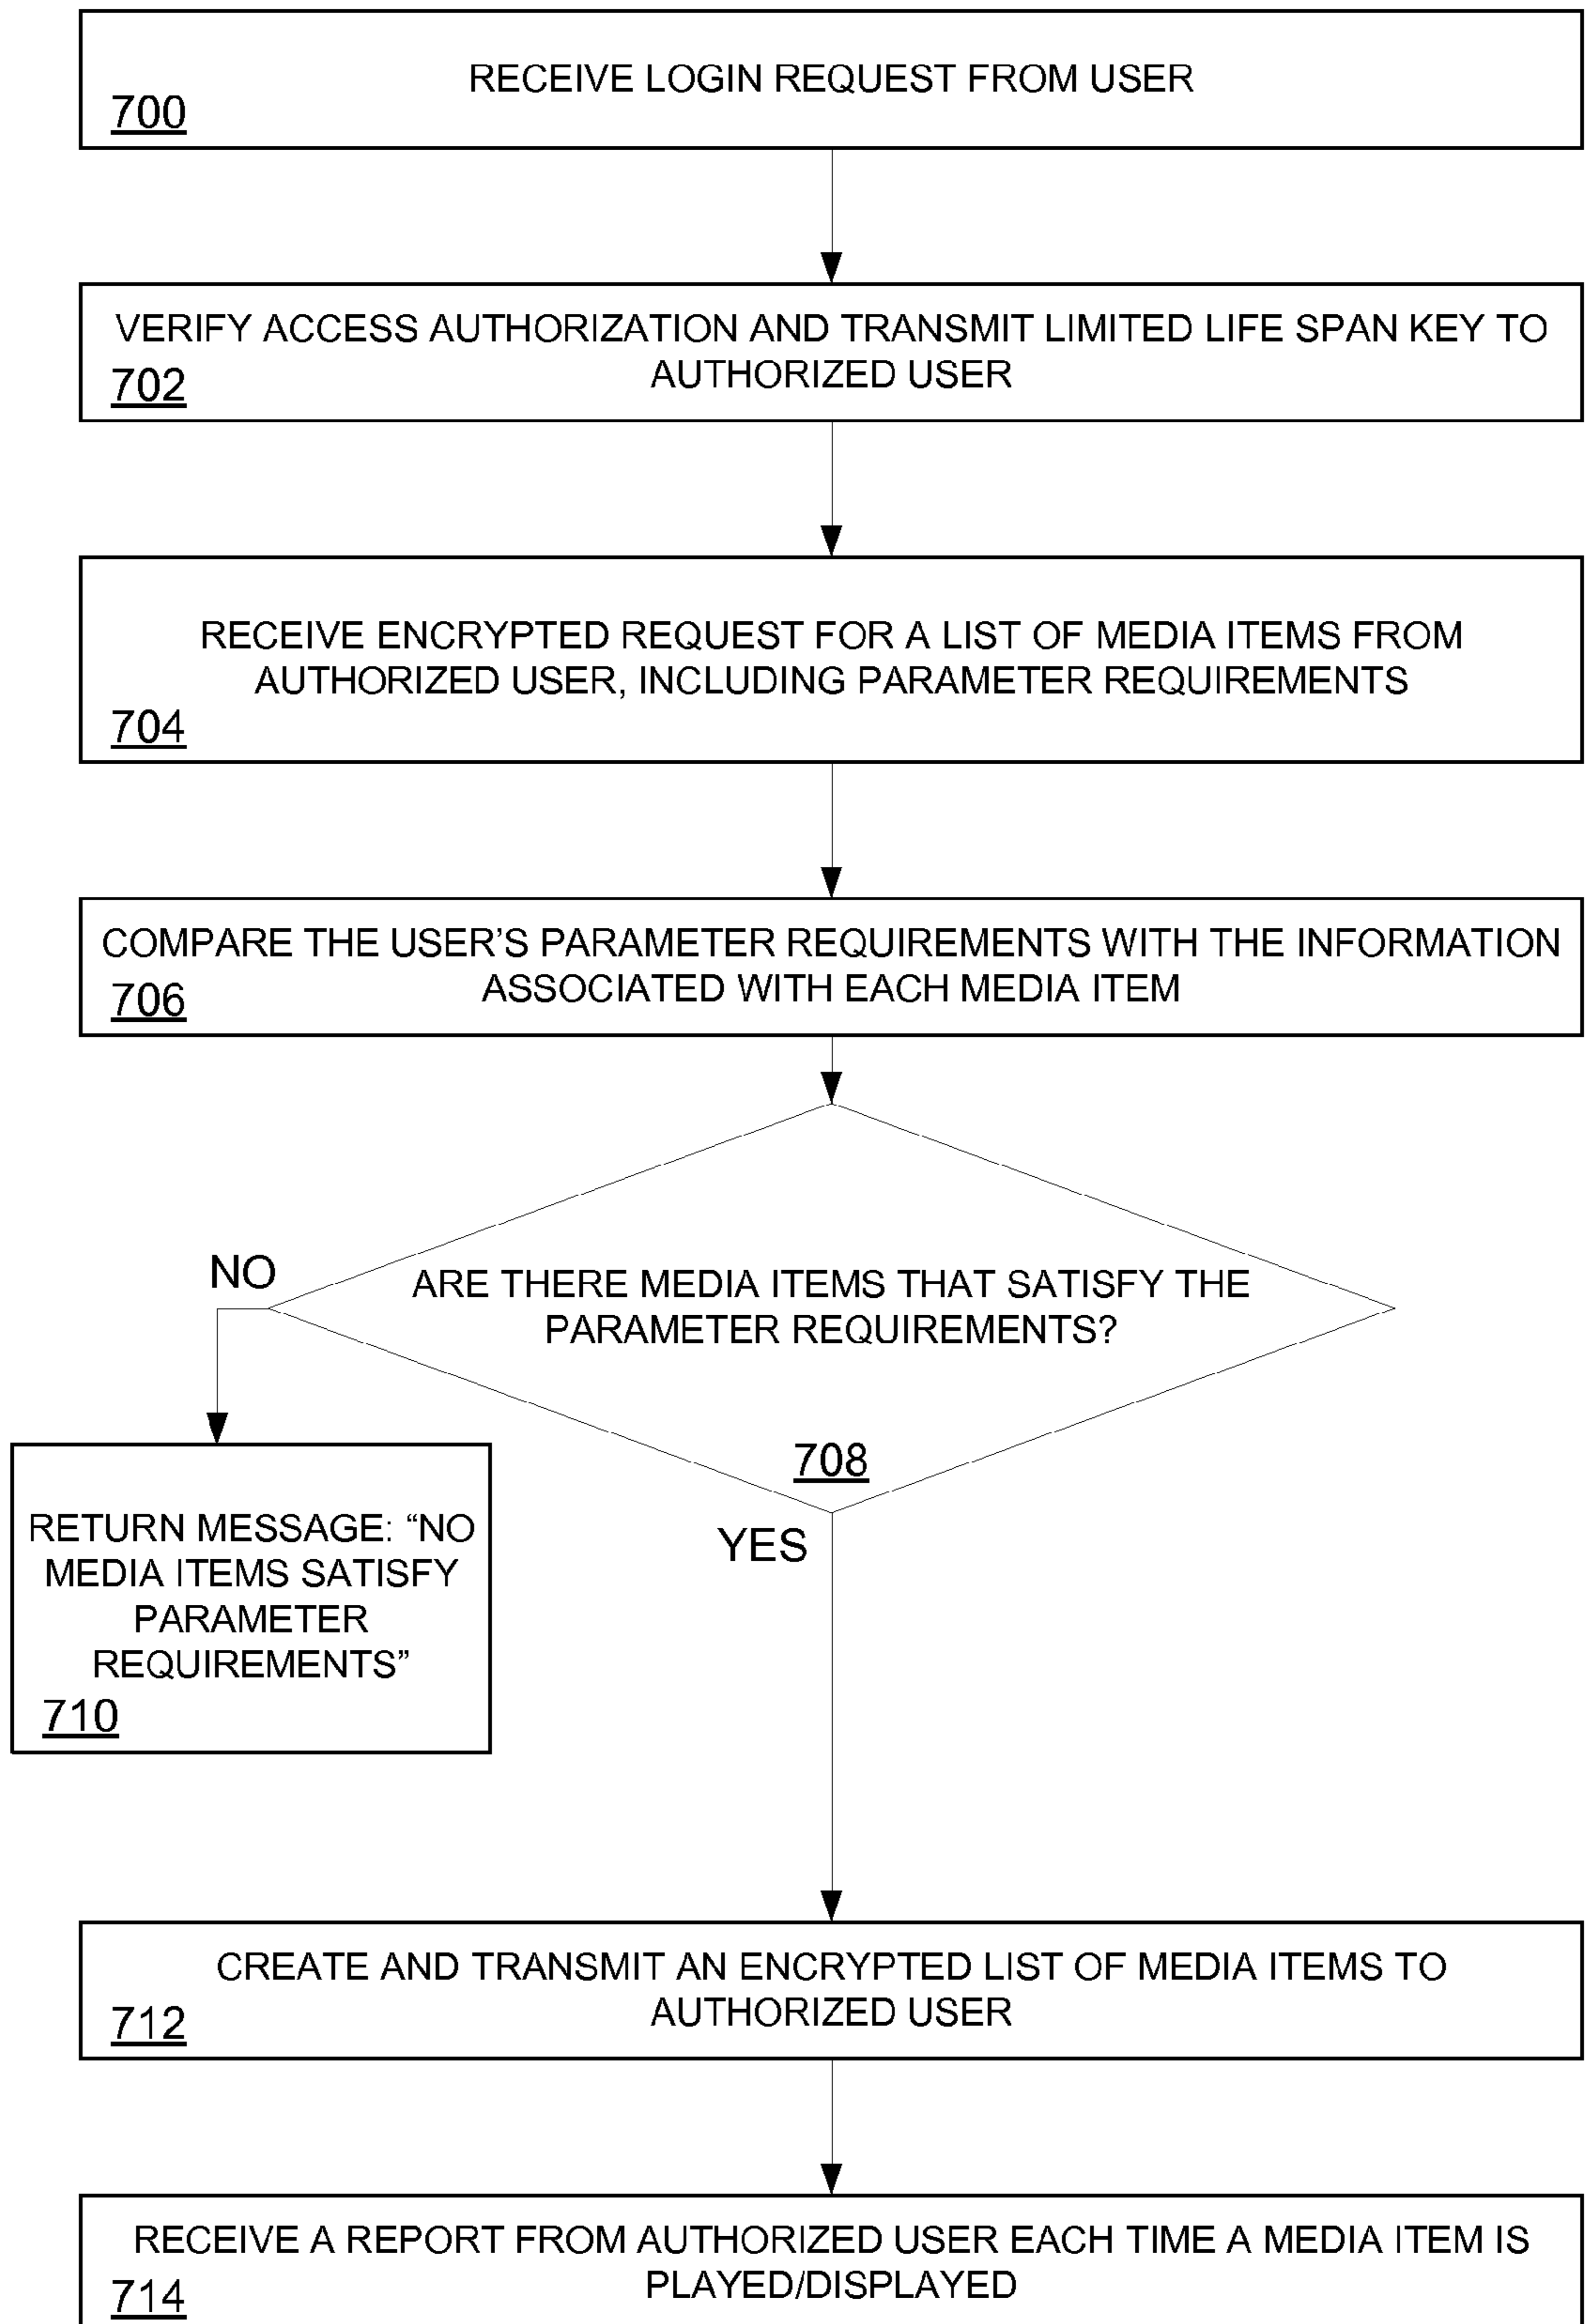 RECEIVE LOGIN REQUEST FROM USER
700
VERIFY ACCESS AUTHORIZATION AND TRANSMIT LIMITED LIFE SPAN KEY TO
AUTHORIZED USER
702
RECEIVE ENCRYPTED REQUEST FOR A LIST OF MEDIA ITEMS FROM
AUTHORIZED USER, INCLUDING PARAMETER REQUIREMENTS
704
COMPARE THE USER’S PARAMETER REQUIREMENTS WITH THE INFORMATION
ASSOCIATED WITH EACH MEDIA ITEM
706
NO
ARE THERE MEDIA ITEMS THAT SATISFY THE
PARAMETER REQUIREMENTS?
708
YES
RETURN MESSAGE: “NO
MEDIA ITEMS SATISFY
PARAMETER
REQUIREMENTS”
710
CREATE AND TRANSMIT AN ENCRYPTED LIST OF MEDIA ITEMS TO
AUTHORIZED USER
712
RECEIVE A REPORT FROM AUTHORIZED USER EACH TIME A MEDIA ITEM IS
PLAYED/DISPLAYED
714